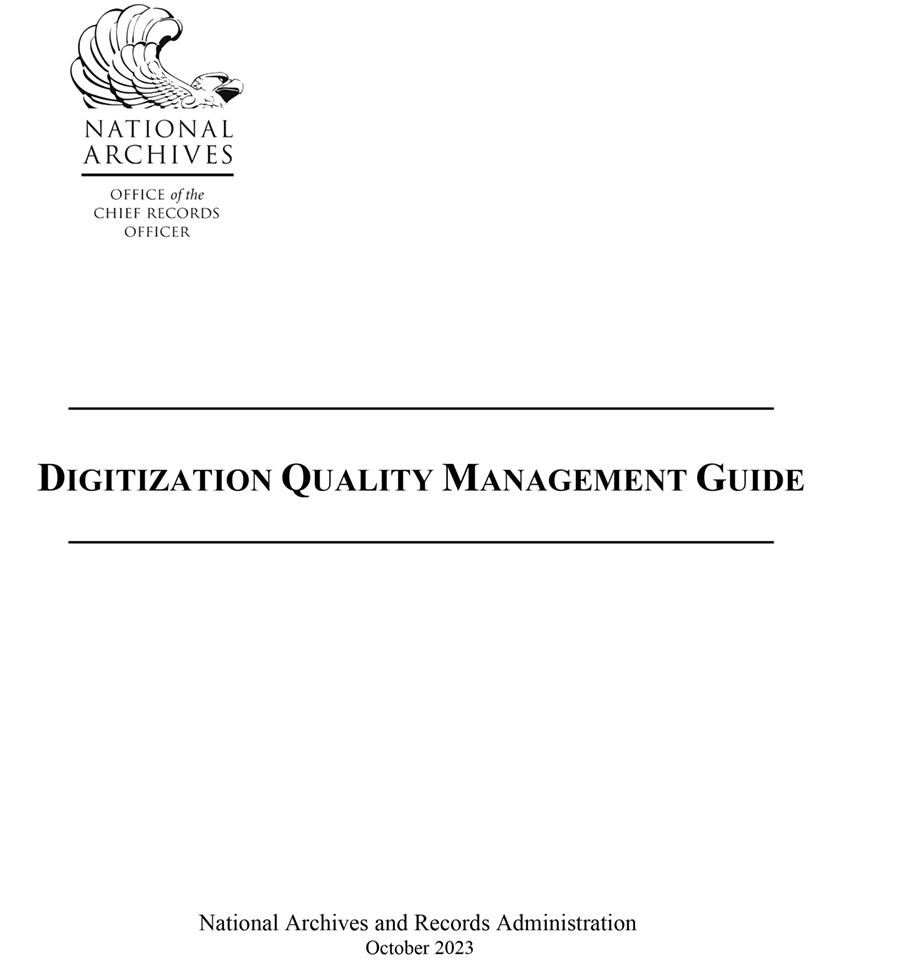 NATIONAL
ARCHIVES
OFFICE of the
CHIEF RECORDS
OFFICER
DIGITIZATION QUALITY MANAGEMENT GUIDE
National Archives and Records Administration
October 2023